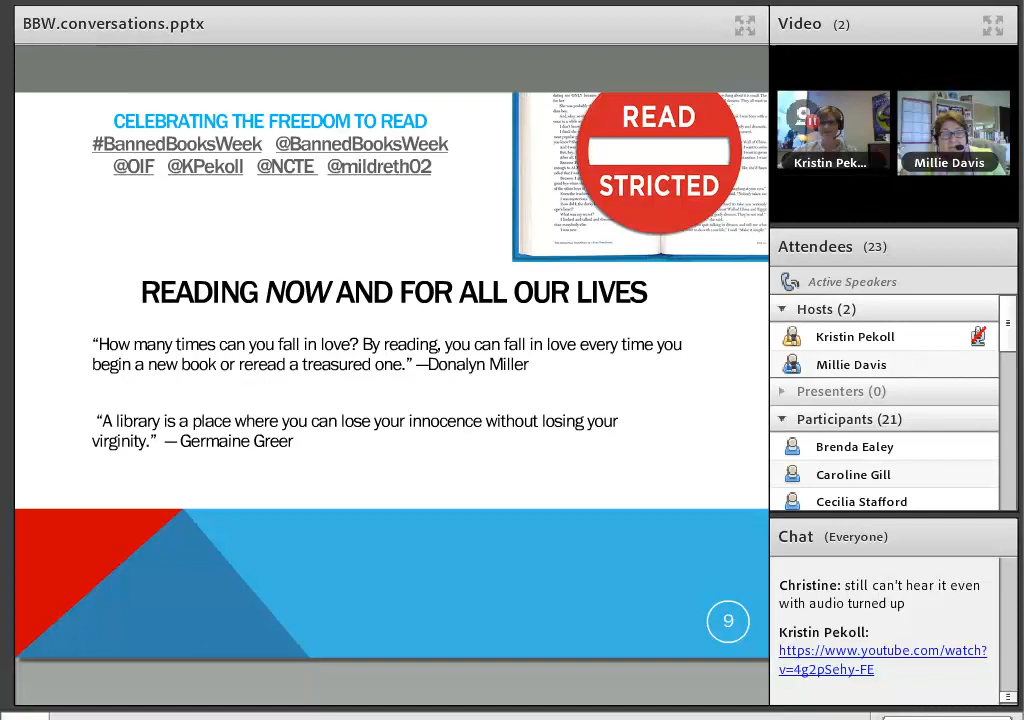 BBW.conversations.pptx
CELEBRATING THE FREEDOM TO READ
#BannedBooksWeek @BannedBooksWeek
@OIF @KPekoll @NCTE @mildreth02
READ
STRICTED
READING NOW AND FOR ALL OUR LIVES
“How many times can you fall in love? By reading, you can fall in love every time you
begin a new book or reread a treasured one.” —Donalyn Miller
“A library is a place where you can lose your innocence without losing your
virginity.” — Germaine Greer
9
Video (2)
Kristin Pek...
Millie Davis
Attendees (23)
Active Speakers
Hosts (2)
Kristin Pekoll
Millie Davis
Presenters (0)
Participants (21)
Brenda Ealey
Caroline Gill
Cecilia Stafford
Chat (Everyone)
Christine: still can't hear it even
with audio turned up
Kristin Pekoll:
https://www.youtube.com/watch?
v=4g2pSehy-FE